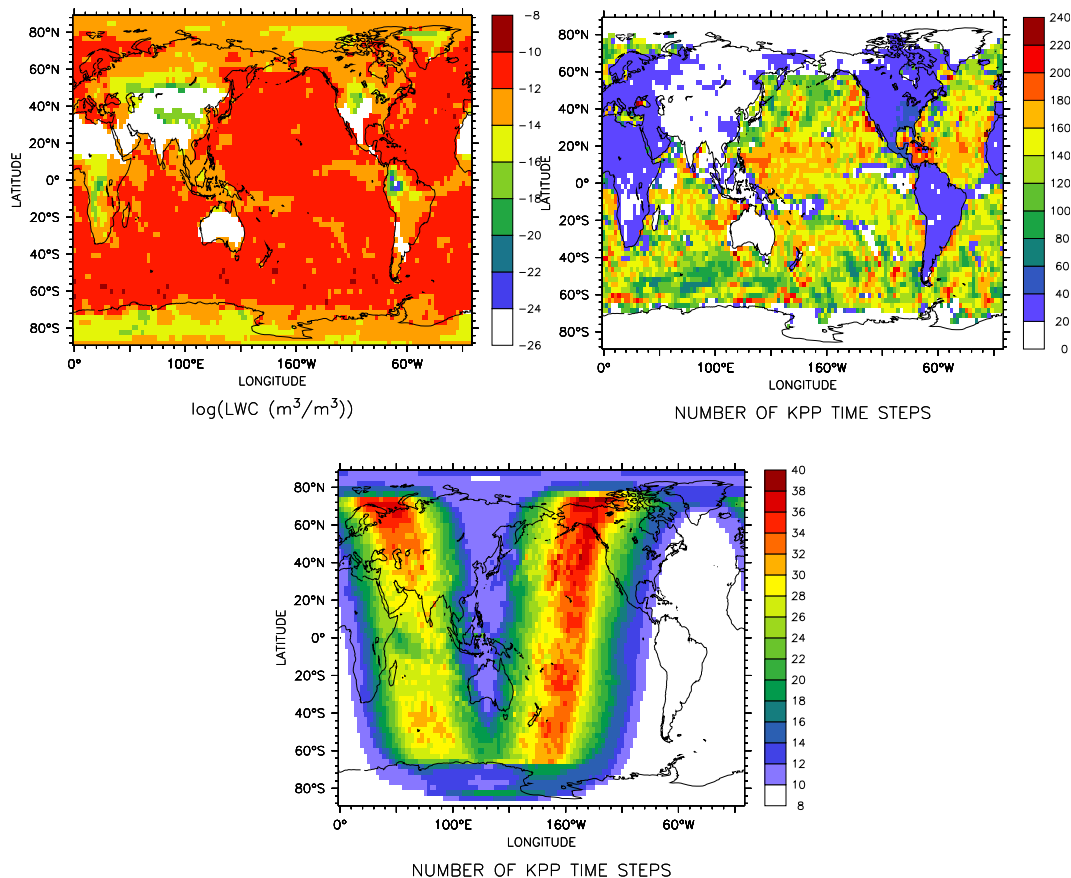 80°N
60°N
40°N
20°N
0°
20°S
40°S
60°S
80°S
LATITUDE
0°
100°E
160°W
60°W
LONGITUDE
log(LWC (m³/m³))
−8
−10
−12
−14
−16
−18
−20
−22
−24
−26
80°N
60°N
40°N
20°N
0°
20°S
40°S
60°S
80°S
LATITUDE
0°
100°E
160°W
60°W
LONGITUDE
NUMBER OF KPP TIME STEPS
240
220
200
180
160
140
120
100
80
60
40
20
0
80°N
60°N
40°N
20°N
0°
20°S
40°S
60°S
80°S
LATITUDE
0°
100°E
160°W
60°W
LONGITUDE
NUMBER OF KPP TIME STEPS
40
38
36
34
32
30
28
26
24
22
20
18
16
14
12
10
8